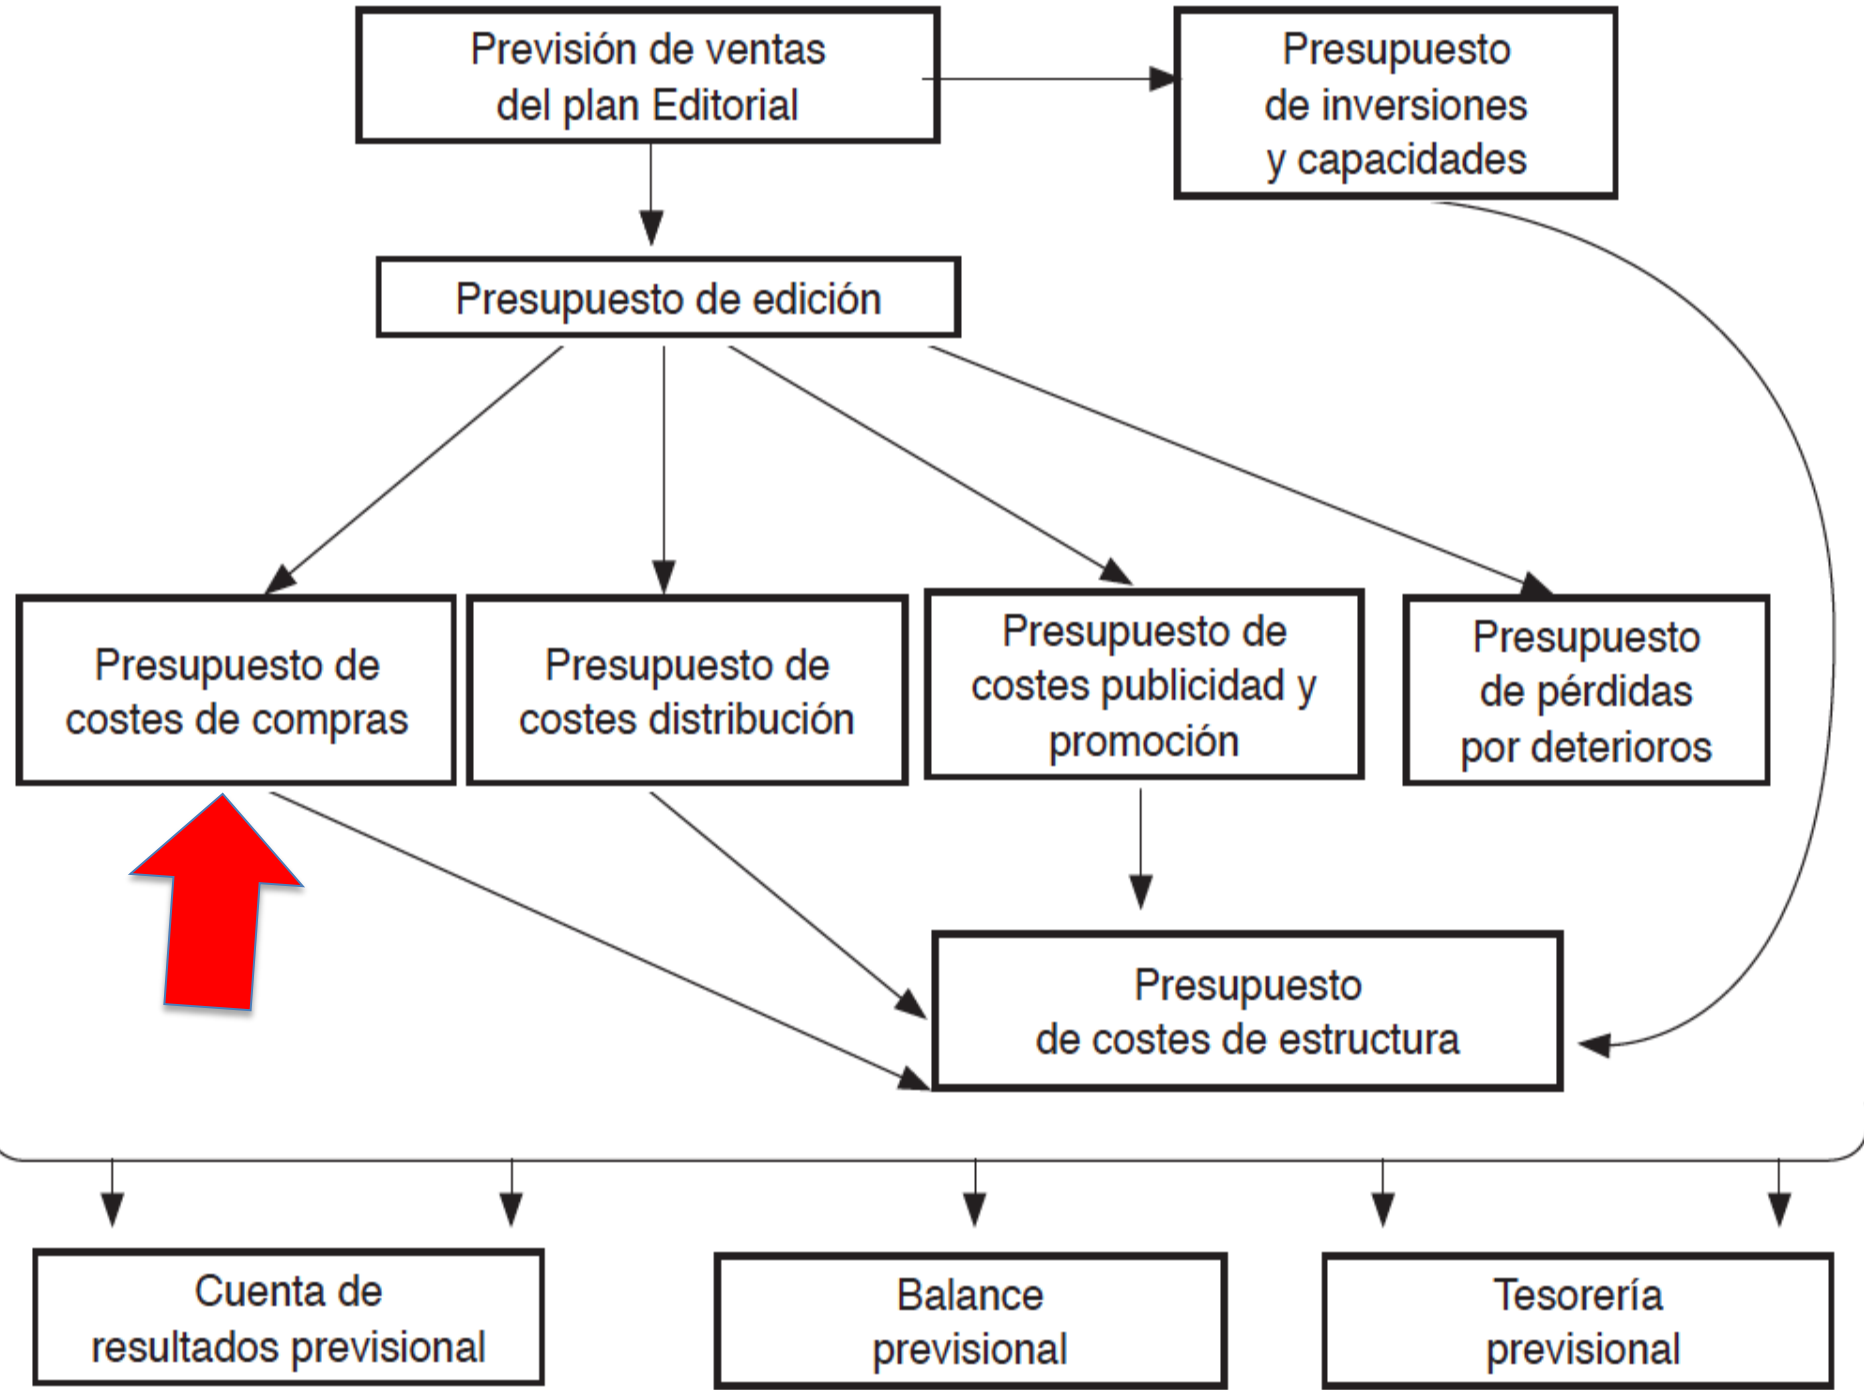 Previsión de ventas
del plan Editorial
Presupuesto
de inversiones
y capacidades
Presupuesto de edición
Presupuesto de
costes de compras
Presupuesto de
costes distribución
Presupuesto de
costes publicidad y
promoción
Presupuesto
de pérdidas
por deterioros
Presupuesto
de costes de estructura
Cuenta de
resultados previsional
Balance
previsional
Tesorería
previsional